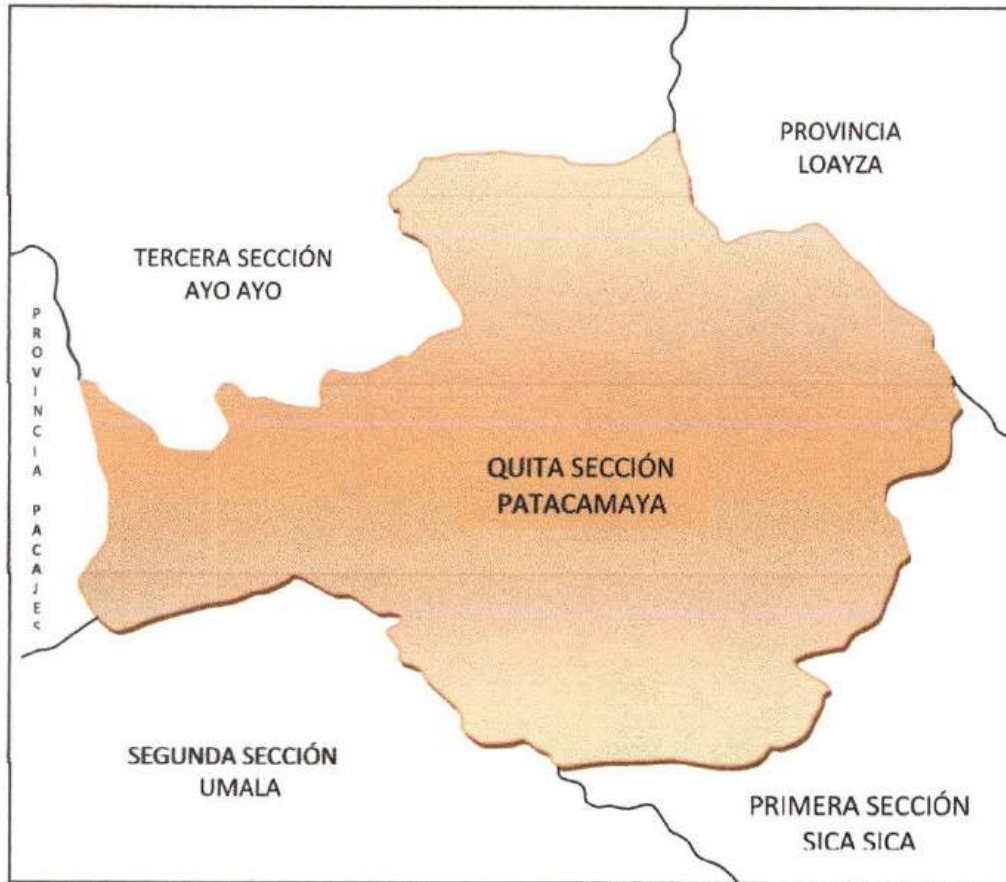 PROVINCIA
LOAYZA
TERCERA SECCIÓN
AYO AYO
PROVINCIA PACAJES
QUITA SECCIÓN
PATACAMAYA
SEGUNDA SECCIÓN
UMALA
PRIMERA SECCIÓN
SICA SICA